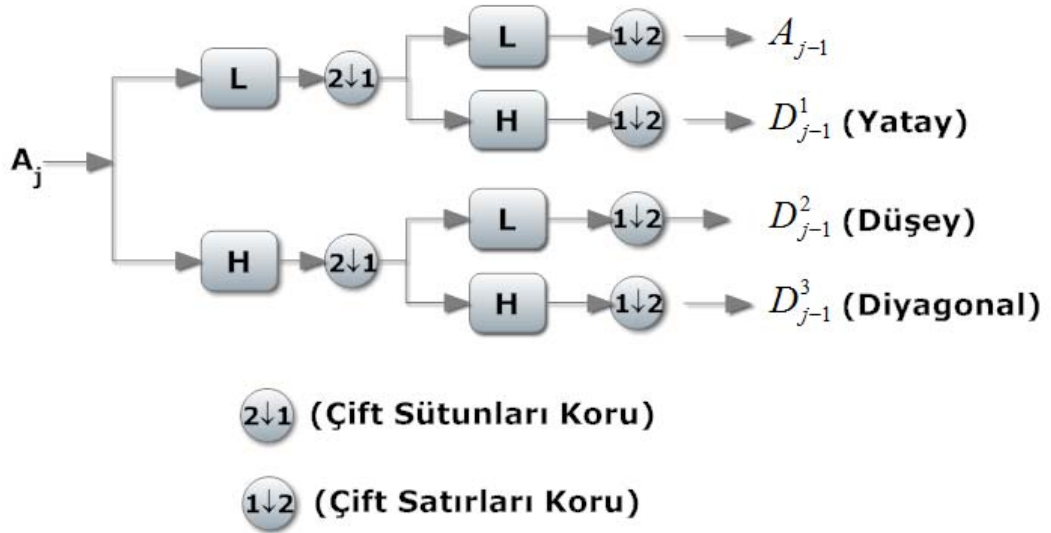 L 1↓2 A_{j-1}
L 2↓1
H 1↓2 D^1_{j-1} (Yatay)
A_j
L 1↓2 D^2_{j-1} (Düşey)
H 2↓1
H 1↓2 D^3_{j-1} (Diyagonal)
2↓1 (Çift Sütunları Koru)
1↓2 (Çift Satırları Koru)